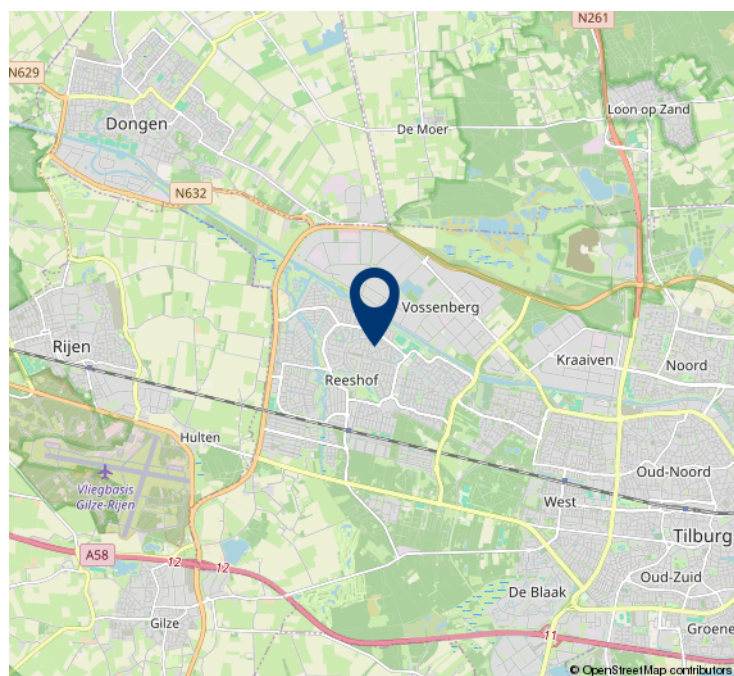 N261
N629
Loon op Zand
Dongen
De Moer
N632
Vossenberg
Rijen
Kraaiven
Noord
Reeshof
Hulten
Oud-Noord
Vliegbasis
Gilze-Rijen
West
Tilburg
A58
12
12
Oud-Zuid
De Blaak
Gilze
Groene
11
© OpenStreetMap contributors